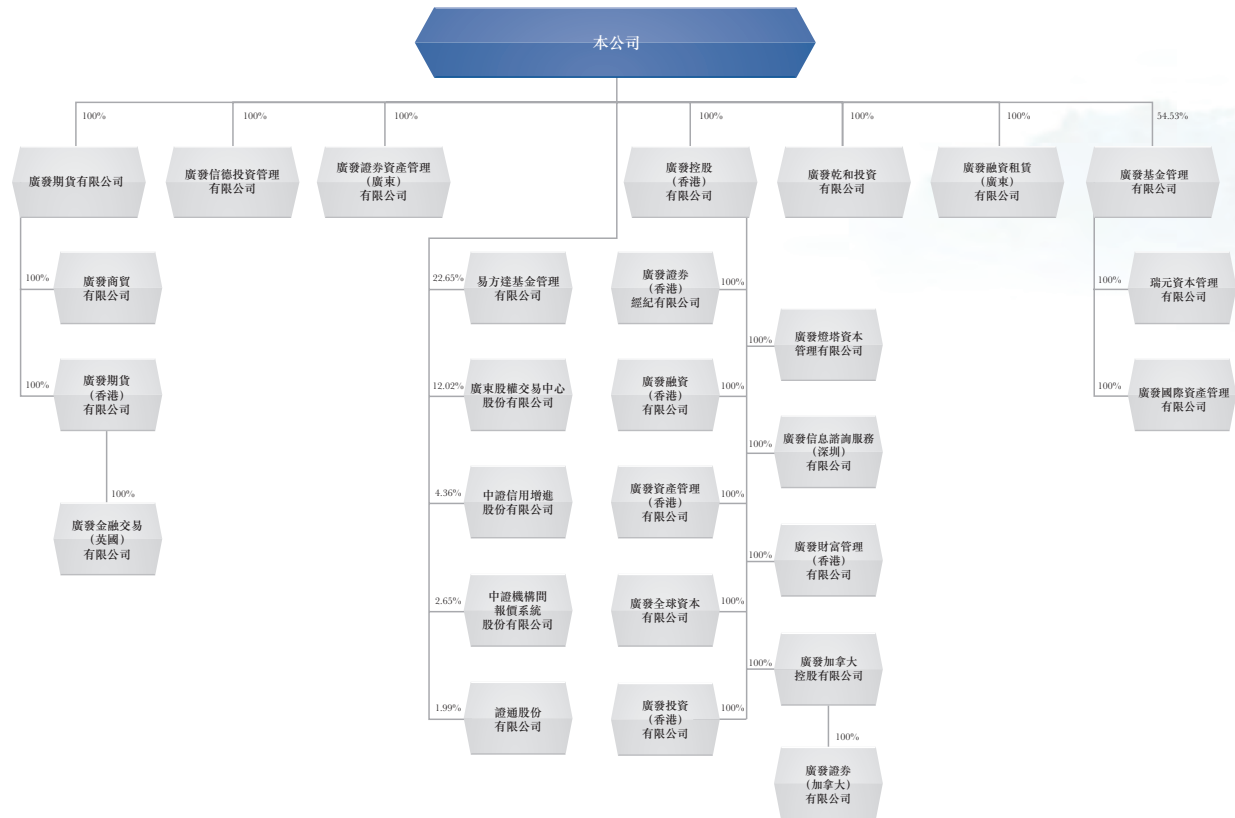 本公司
100%
100%
100%
100%
100%
100%
54.53%
廣發期貨有限公司
廣發信德投資管理
有限公司
廣發證券資產管理
（廣東）
有限公司
廣發控股
（香港）
有限公司
廣發乾和投資
有限公司
廣發融資租賃
（廣東）
有限公司
廣發基金管理
有限公司
100%
廣發商貿
有限公司
100%
廣發期貨
（香港）
有限公司
100%
廣發金融交易
（英國）
有限公司
22.65%
易方達基金管理
有限公司
12.02%
廣東股權交易中心
股份有限公司
4.36%
中證信用增進
股份有限公司
2.65%
中證機構間
報價系統
股份有限公司
1.99%
證通股份
有限公司
廣發證券
（香港）
經紀有限公司
100%
廣發融資
（香港）
有限公司
100%
廣發資產管理
（香港）
有限公司
100%
廣發全球資本
有限公司
100%
廣發投資
（香港）
有限公司
100%
100%
廣發燈塔資本
管理有限公司
100%
廣發信息諮詢服務
（深圳）
有限公司
100%
廣發財富管理
（香港）
有限公司
100%
廣發加拿大
控股有限公司
100%
廣發證券
（加拿大）
有限公司
100%
瑞元資本管理
有限公司
100%
廣發國際資產管理
有限公司